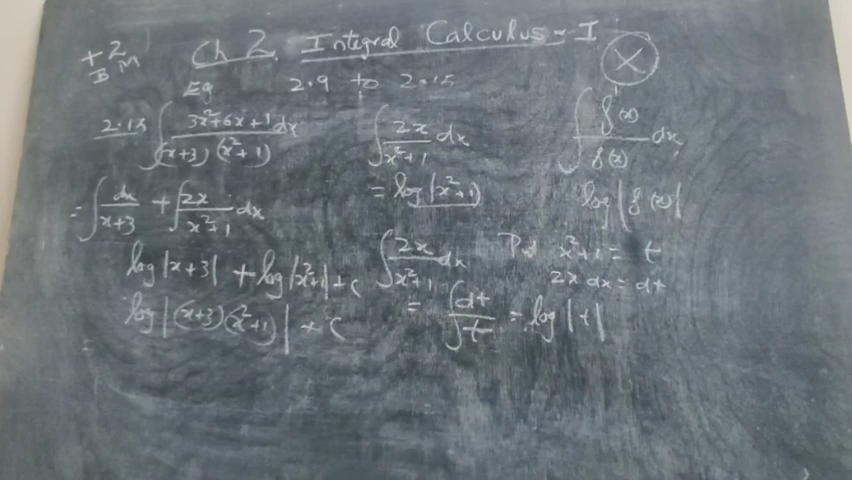 +2 BM Ch 2. Integral Calculus - I X
Eg 2.9 to 2.15
2.13 ∫ 3x²+6x+1 / (x+3)(x²+1) dx
∫ 2x / x²+1 dx
∫ f'(x) / f(x) dx
= ∫ dx / x+3 + ∫ 2x / x²+1 dx
= log|x²+1|
log|f(x)|
log|x+3| + log|x²+1| + c
∫ 2x / x²+1 dx Put x²+1 = t
2x dx = dt
log|(x+3)(x²+1)| + c
= ∫ dt / t = log|t|
=